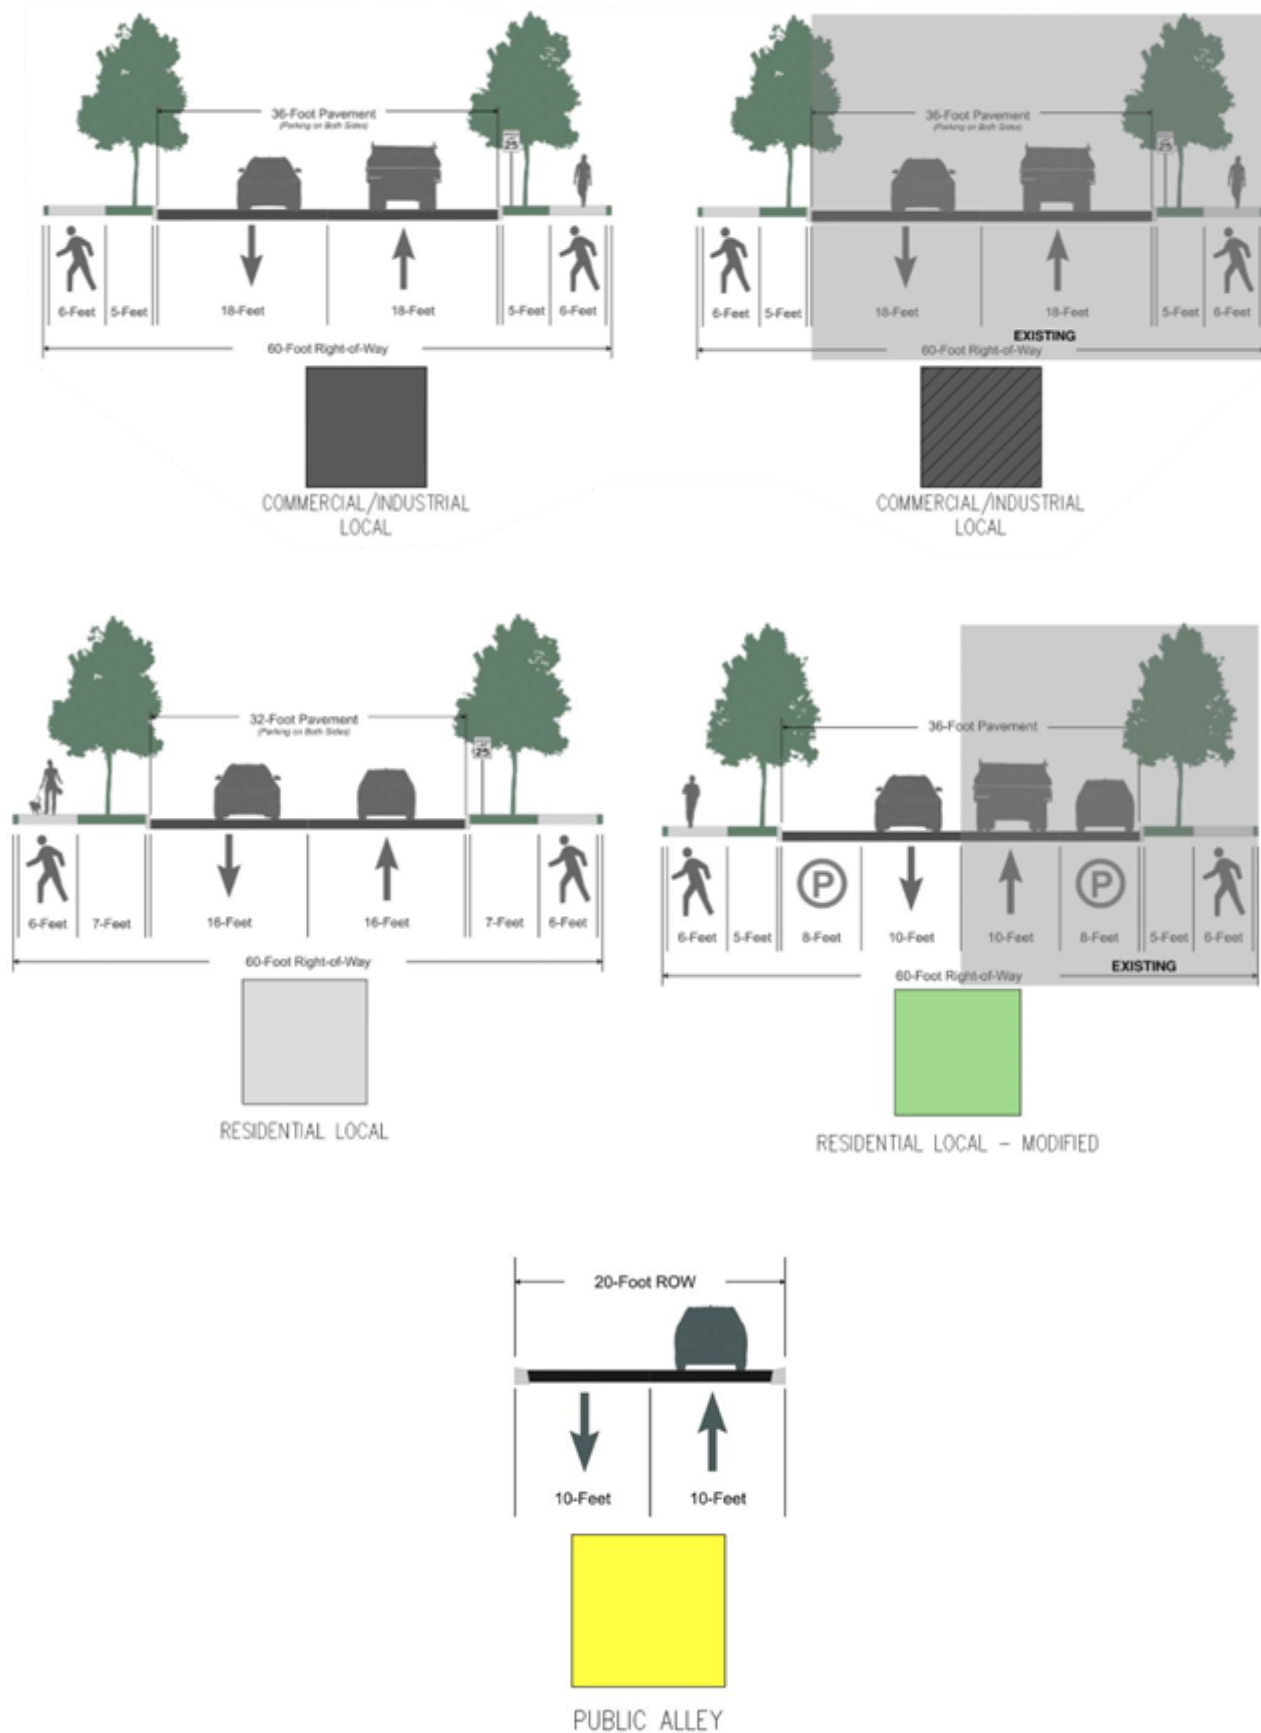 36-Foot Pavement
(Parking on Both Sides)
25
6-Feet 5-Feet 18-Feet 18-Feet 5-Feet 6-Feet
60-Foot Right-of-Way
COMMERCIAL/INDUSTRIAL
LOCAL
36-Foot Pavement
(Parking on Both Sides)
25
6-Feet 5-Feet 18-Feet 18-Feet 5-Feet 6-Feet
EXISTING
60-Foot Right-of-Way
COMMERCIAL/INDUSTRIAL
LOCAL
32-Foot Pavement
(Parking on Both Sides)
25
6-Feet 7-Feet 16-Feet 16-Feet 7-Feet 6-Feet
60-Foot Right-of-Way
RESIDENTIAL LOCAL
36-Foot Pavement
P P
6-Feet 5-Feet 8-Feet 10-Feet 10-Feet 8-Feet 5-Feet 6-Feet
EXISTING
60-Foot Right-of-Way
RESIDENTIAL LOCAL - MODIFIED
20-Foot ROW
10-Feet 10-Feet
PUBLIC ALLEY